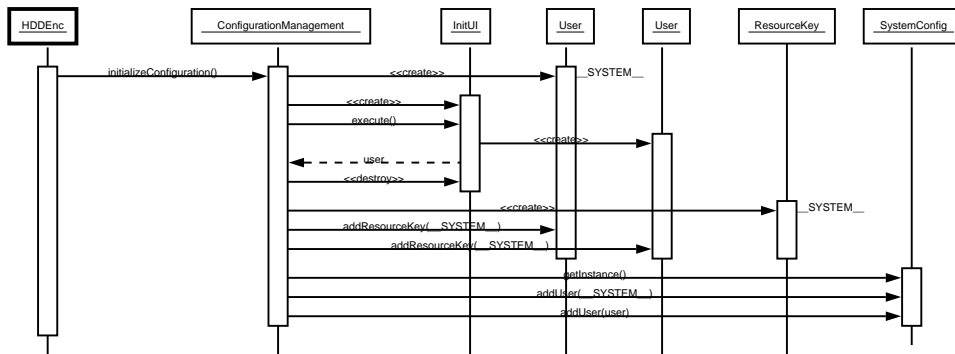 HDDEnc ConfigurationManagement InitUI User User ResourceKey SystemConfig
initializeConfiguration() <<create>> __SYSTEM__
<<create>>
execute()
<<create>>
user
<<destroy>>
<<create>> __SYSTEM__
addResourceKey(__SYSTEM__)
addResourceKey(__SYSTEM__)
getInstance()
addUser(__SYSTEM__)
addUser(user)